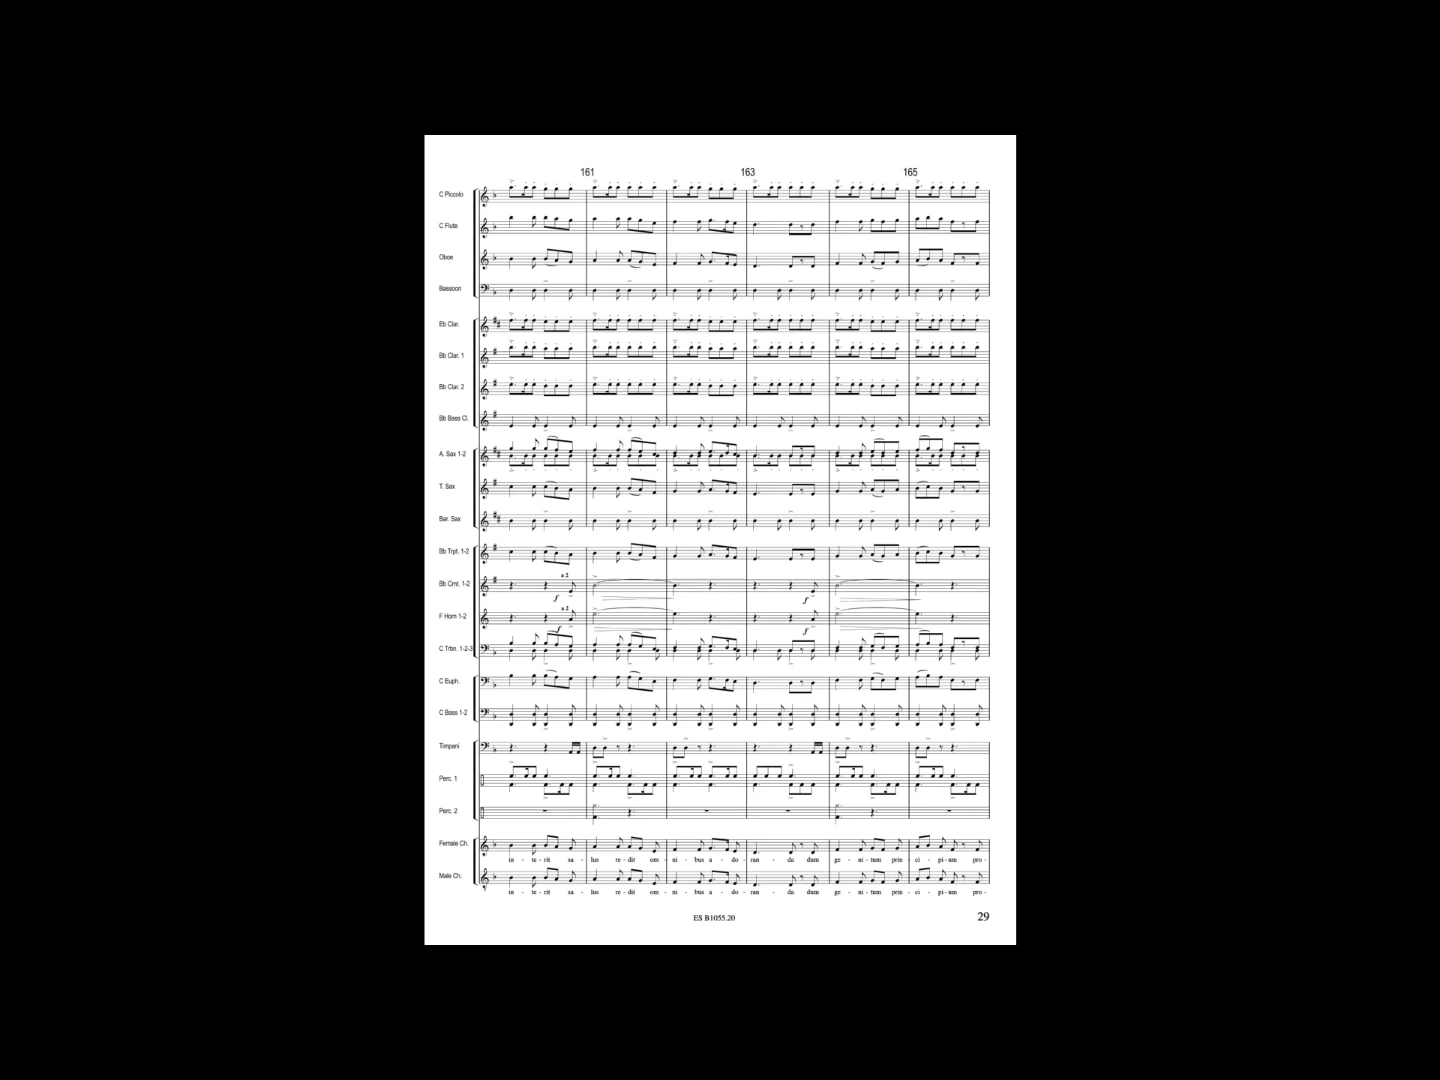 161 163 165
C Piccolo
C Flute
Oboe
Bassoon
Eb Clar.
Bb Clar. 1
Bb Clar. 2
Bb Bass Cl.
A. Sax 1-2
T. Sax
Bar. Sax
Bb Trpt. 1-2
a 2
Bb Crnt. 1-2
f f
a 2
F Horn 1-2
f f
C Trbn. 1-2-3
C Euph.
C Bass 1-2
Timpani
Perc. 1
Perc. 2
Female Ch.
in - te - rit sa - lus re - dit om - ni - bus a - do - ran - da dum ge - ni - tum prin - ci - pi - um pro -
Male Ch.
in - te - rit sa - lus re - dit om - ni - bus a - do - ran - da dum ge - ni - tum prin - ci - pi - um pro -
ES B1055.20
29